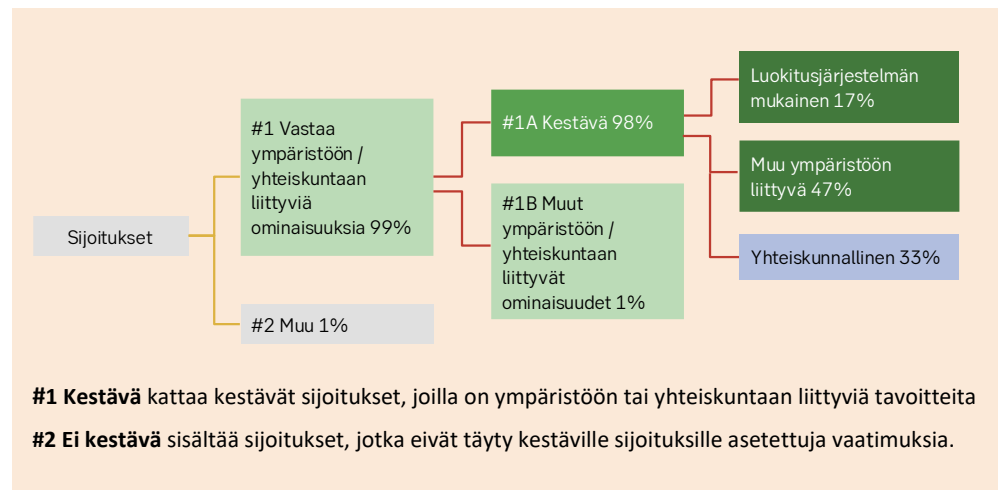 Sijoitukset
#1 Vastaa
ympäristöön /
yhteiskuntaan
liittyviä
ominaisuuksia 99%
#2 Muu 1%
#1A Kestävä 98%
#1B Muut
ympäristöön /
yhteiskuntaan
liittyvät
ominaisuudet 1%
Luokitusjärjestelmän
mukainen 17%
Muu ympäristöön
liittyvä 47%
Yhteiskunnallinen 33%
#1 Kestävä kattaa kestävät sijoitukset, joilla on ympäristöön tai yhteiskuntaan liittyviä tavoitteita
#2 Ei kestävä sisältää sijoitukset, jotka eivät täyty kestäville sijoituksille asetettuja vaatimuksia.